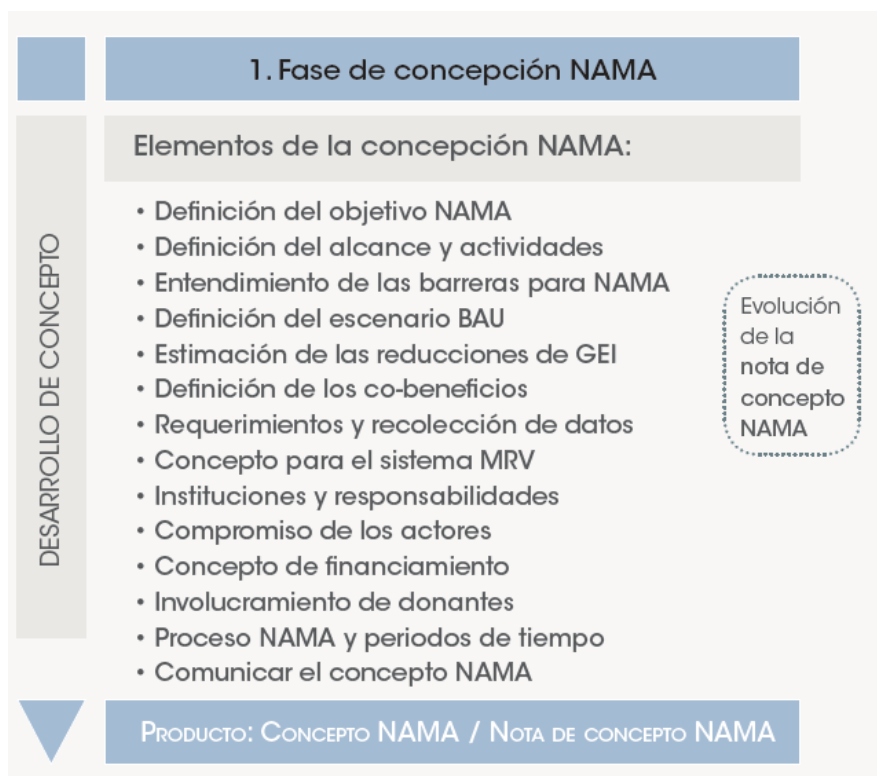 1. Fase de concepción NAMA
DESARROLLO DE CONCEPTO
Elementos de la concepción NAMA:
• Definición del objetivo NAMA
• Definición del alcance y actividades
• Entendimiento de las barreras para NAMA
• Definición del escenario BAU
• Estimación de las reducciones de GEI
• Definición de los co-beneficios
• Requerimientos y recolección de datos
• Concepto para el sistema MRV
• Instituciones y responsabilidades
• Compromiso de los actores
• Concepto de financiamiento
• Involucramiento de donantes
• Proceso NAMA y periodos de tiempo
• Comunicar el concepto NAMA
Evolución
de la
nota de
concepto
NAMA
PRODUCTO: CONCEPTO NAMA / NOTA DE CONCEPTO NAMA